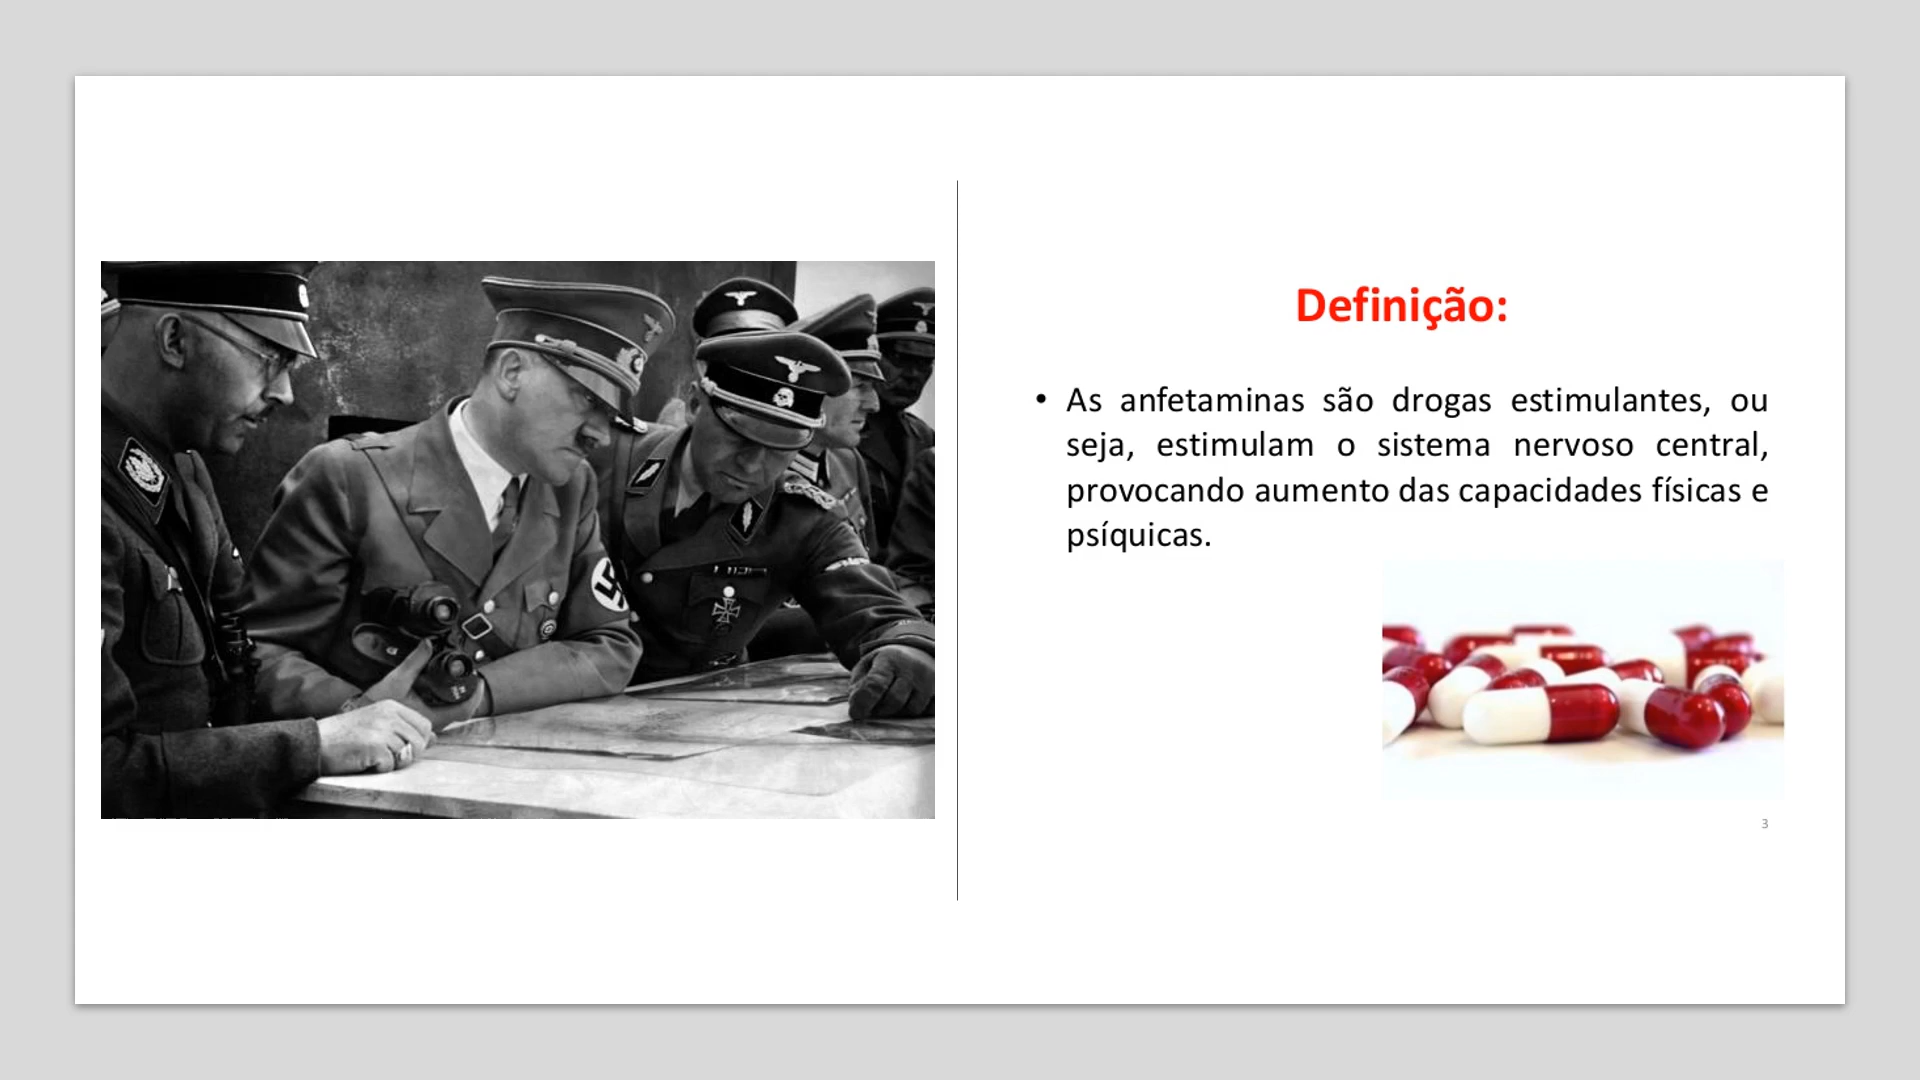 Definição:
• As anfetaminas são drogas estimulantes, ou
seja, estimulam o sistema nervoso central,
provocando aumento das capacidades físicas e
psíquicas.
3